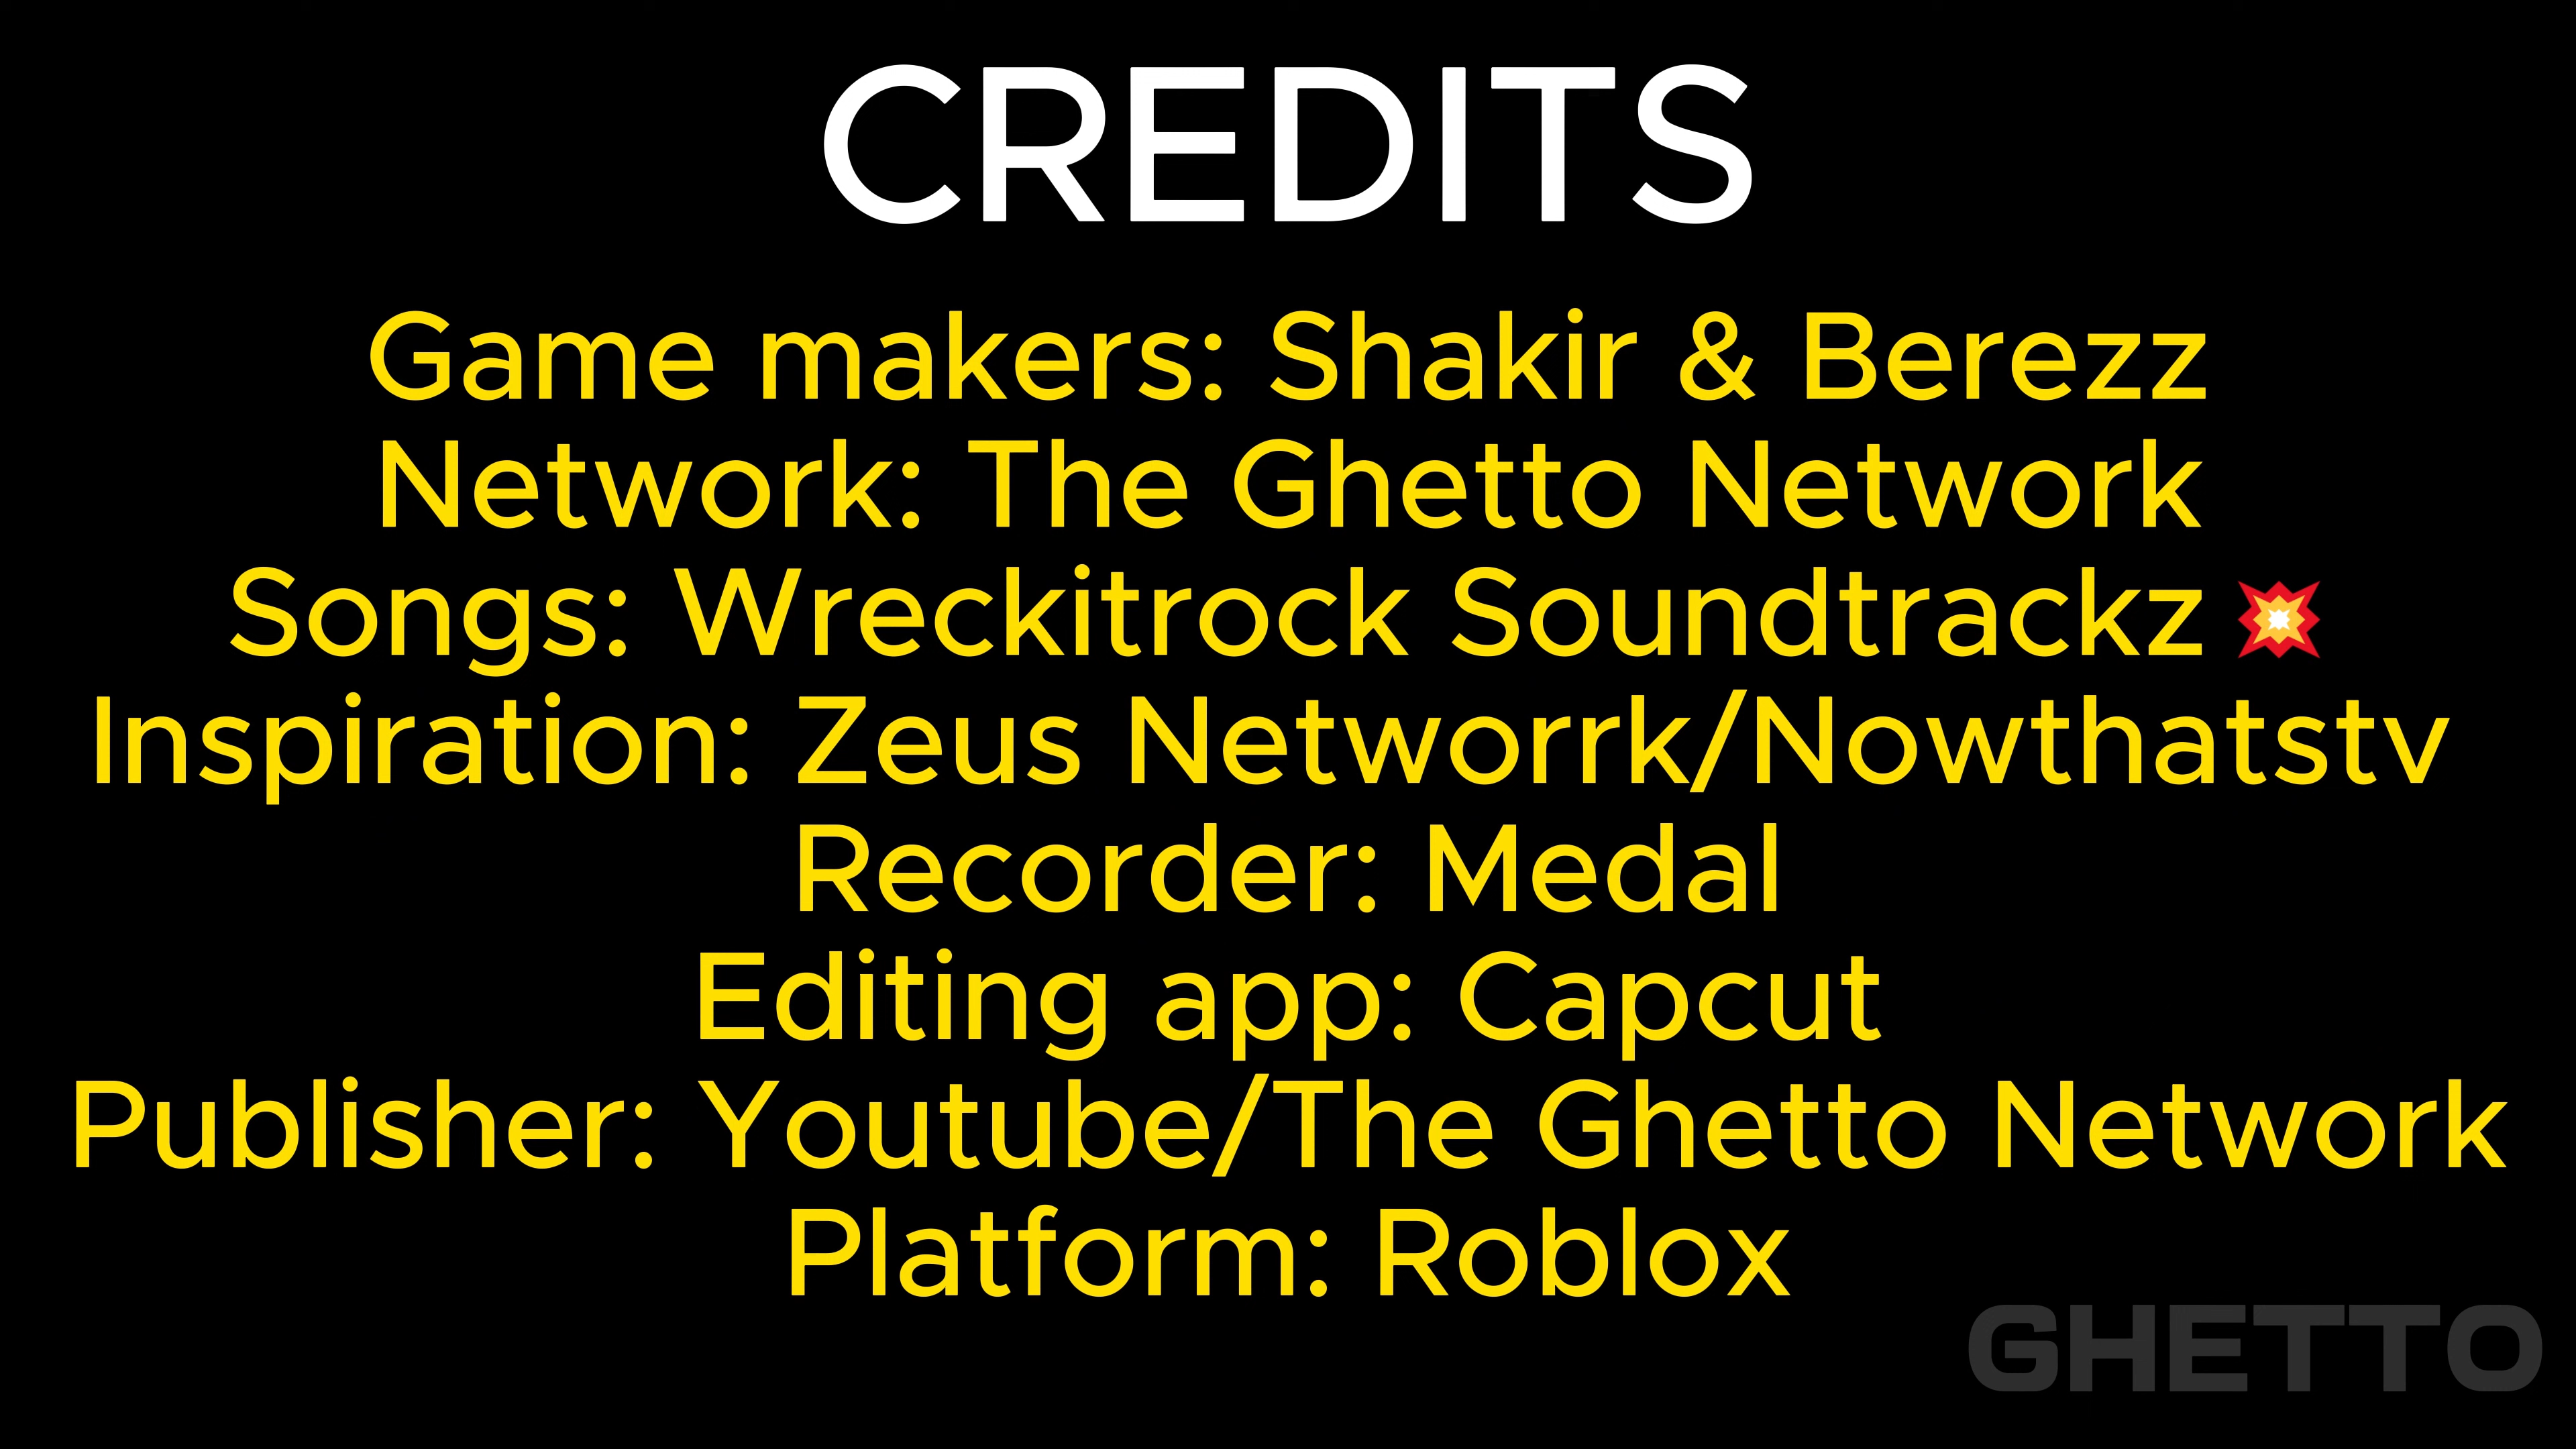 CREDITS
Game makers: Shakir & Berezz
Network: The Ghetto Network
Songs: Wreckitrock Soundtrackz💥
Inspiration: Zeus Networrk/Nowthatstv
Recorder: Medal
Editing app: Capcut
Publisher: Youtube/The Ghetto Network
Platform: Roblox
GHETTO